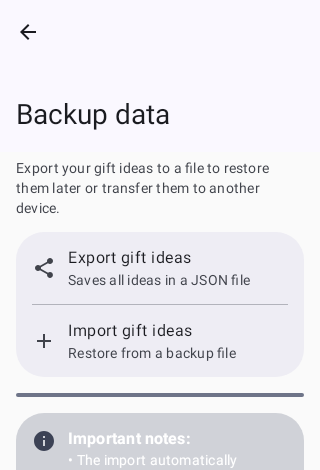 Backup data
Export your gift ideas to a file to restore
them later or transfer them to another
device.
Export gift ideas
Saves all ideas in a JSON file
Import gift ideas
Restore from a backup file
Important notes:
• The import automatically